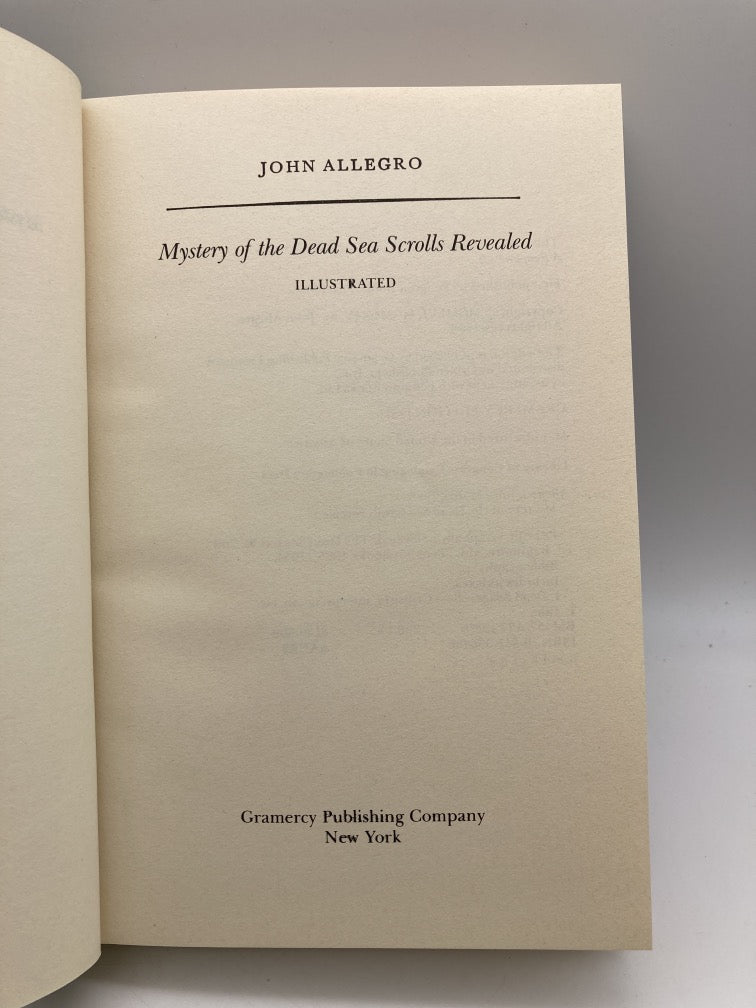 JOHN ALLEGRO
Mystery of the Dead Sea Scrolls Revealed
ILLUSTRATED
Gramercy Publishing Company
New York